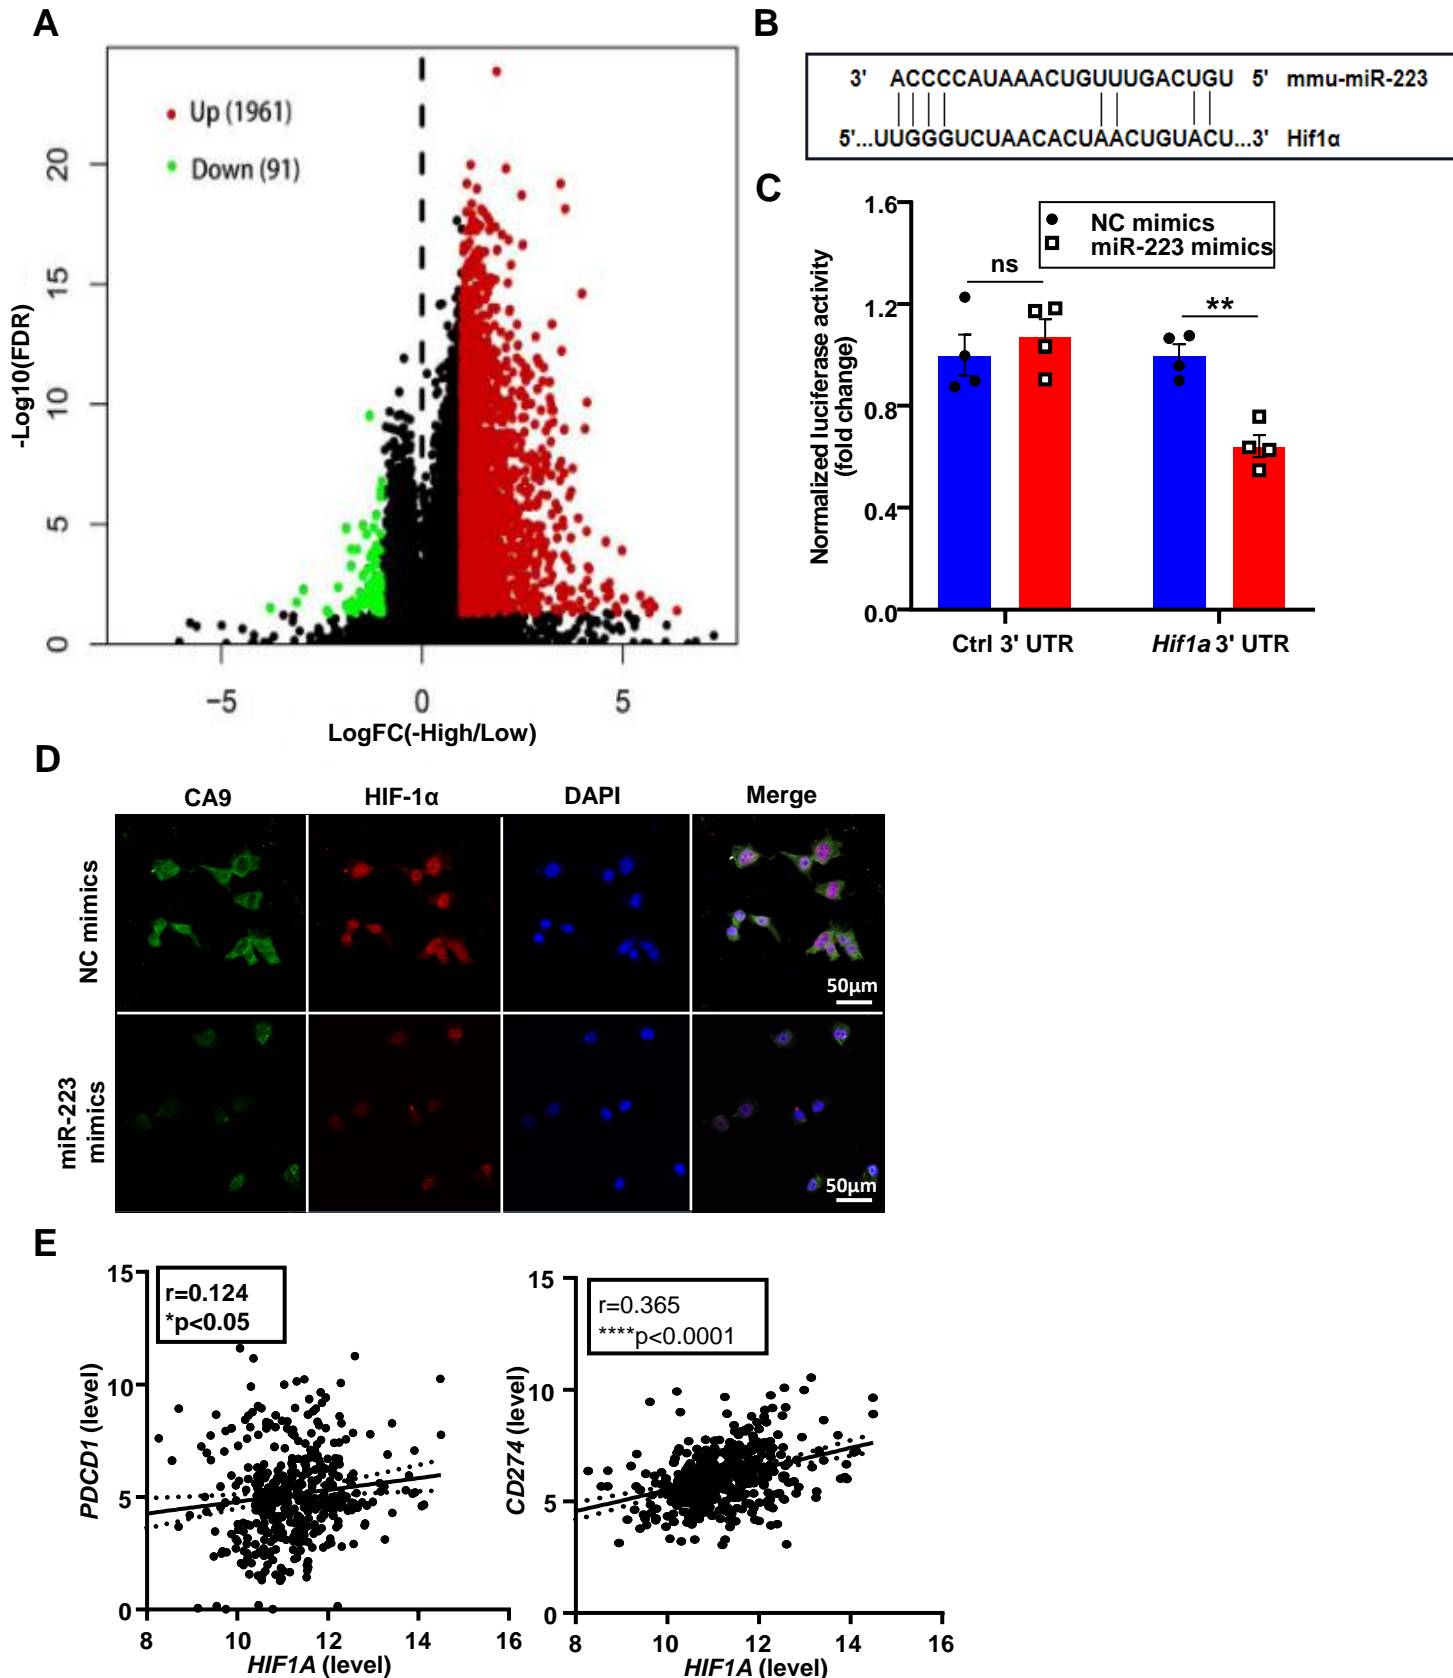 A
Up (1961)
Down (91)
-Log10(FDR)
20
15
10
5
0
−5
0
5
LogFC(-High/Low)
B
3' ACCCCAUAAACUGUUUGACUGU 5' mmu-miR-223
5'...UUGGGUCUAACACUAACUGUACU...3' Hif1α
C
NC mimics
miR-223 mimics
Normalized luciferase activity
(fold change)
1.6
1.2
0.8
0.4
0.0
ns
**
Ctrl 3' UTR
Hif1a 3' UTR
D
CA9
HIF-1α
DAPI
Merge
NC mimics
50μm
miR-223
mimics
50μm
E
r=0.124
*p<0.05
PDCD1 (level)
15
10
5
0
8
10
12
14
16
HIF1A (level)
r=0.365
****p<0.0001
CD274 (level)
15
10
5
0
8
10
12
14
16
HIF1A (level)